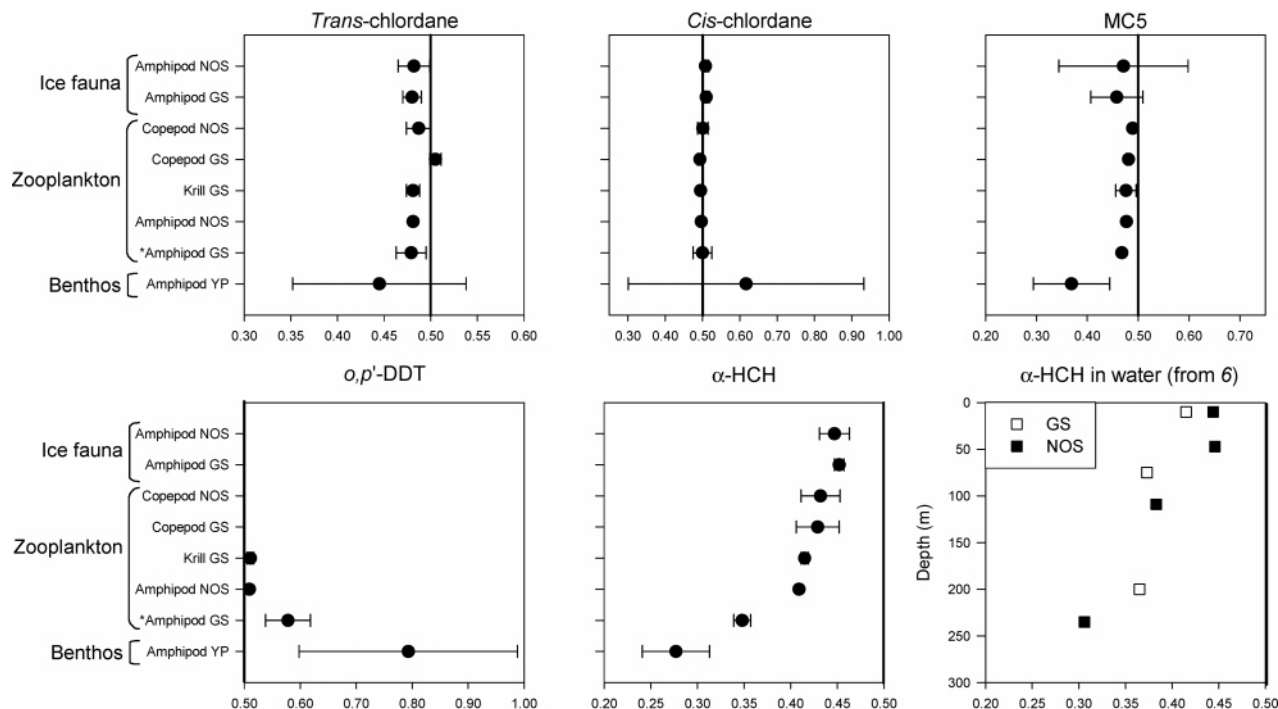 Trans-chlordane
Cis-chlordane
MC5
Ice fauna
Zooplankton
Benthos
Amphipod NOS
Amphipod GS
Copepod NOS
Copepod GS
Krill GS
Amphipod NOS
*Amphipod GS
Amphipod YP
0.30 0.35 0.40 0.45 0.50 0.55 0.60
0.30 0.40 0.50 0.60 0.70 0.80 0.90 1.00
0.20 0.30 0.40 0.50 0.60 0.70
o,p'-DDT
α-HCH
α-HCH in water (from 6)
Ice fauna
Zooplankton
Benthos
Amphipod NOS
Amphipod GS
Copepod NOS
Copepod GS
Krill GS
Amphipod NOS
*Amphipod GS
Amphipod YP
0.50 0.60 0.70 0.80 0.90 1.00
0.20 0.25 0.30 0.35 0.40 0.45 0.50
Depth (m)
0
50
100
150
200
250
300
GS
NOS
0.20 0.25 0.30 0.35 0.40 0.45 0.50